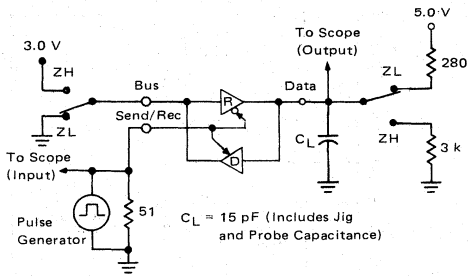 5.0 V
To Scope
(Output)
3.0 V
ZH
ZL
280
Bus
R
Data
Send/Rec
ZL
ZH
D
CL
3 k
To Scope
(Input)
51
Pulse
Generator
CL = 15 pF (Includes Jig
and Probe Capacitance)